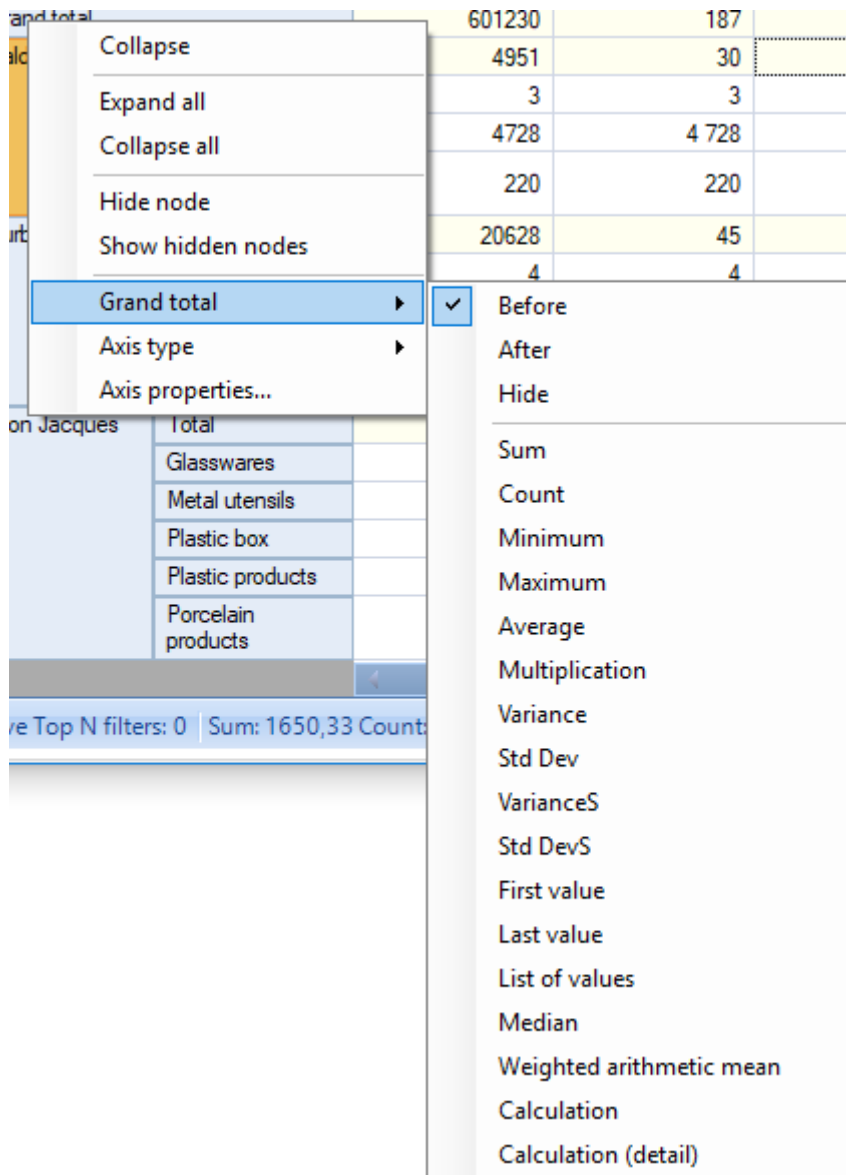 Grand total 601230 187
4951 30
3 3
4728 4 728
220 220
20628 45
4 4
Collapse
Expand all
Collapse all
Hide node
Show hidden nodes
Grand total
Axis type
Axis properties...
Before
After
Hide
Sum
Count
Minimum
Maximum
Average
Multiplication
Variance
Std Dev
VarianceS
Std DevS
First value
Last value
List of values
Median
Weighted arithmetic mean
Calculation
Calculation (detail)
on Jacques Total
Glasswares
Metal utensils
Plastic box
Plastic products
Porcelain
products
ve Top N filters: 0 Sum: 1650,33 Count: